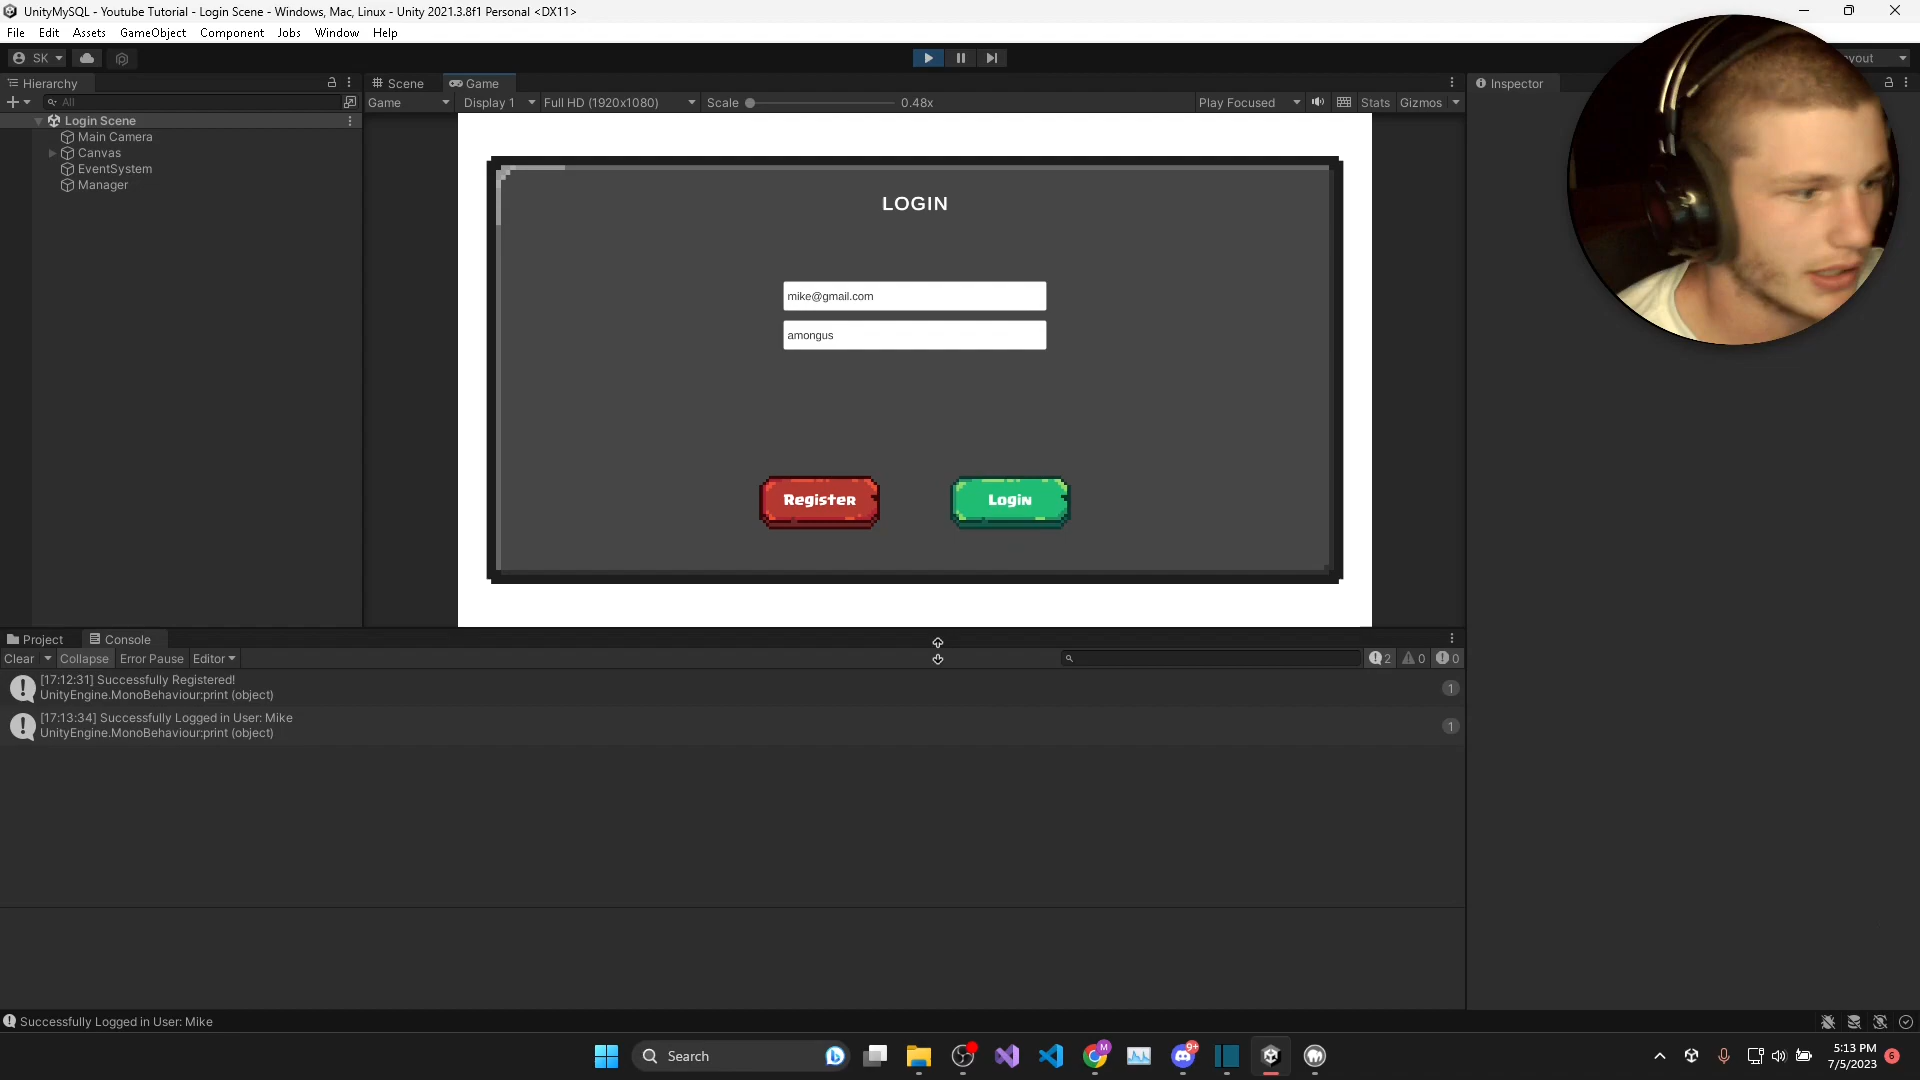 UnityMySQL - Youtube Tutorial - Login Scene - Windows, Mac, Linux - Unity 2021.3.8f1 Personal <DX11>
File Edit Assets GameObject Component Jobs Window Help
SK
yout
Hierarchy
Scene
Game
Inspector
All
Game
Display 1
Full HD (1920x1080)
Scale
0.48x
Play Focused
Stats
Gizmos
Login Scene
Main Camera
Canvas
EventSystem
Manager
LOGIN
mike@gmail.com
amongus
Register
Login
Project
Console
Clear
Collapse
Error Pause
Editor
2
0
0
[17:12:31] Successfully Registered!
UnityEngine.MonoBehaviour:print (object)
1
[17:13:34] Successfully Logged in User: Mike
UnityEngine.MonoBehaviour:print (object)
1
Successfully Logged in User: Mike
Search
M
9+
5:13 PM
7/5/2023
6